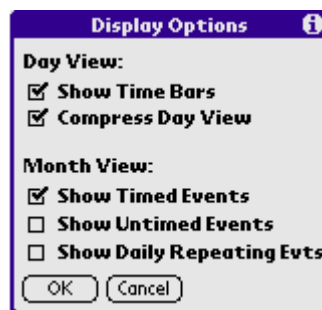 Display Options
Day View:
Show Time Bars
Compress Day View
Month View:
Show Timed Events
Show Untimed Events
Show Daily Repeating Evts
OK Cancel